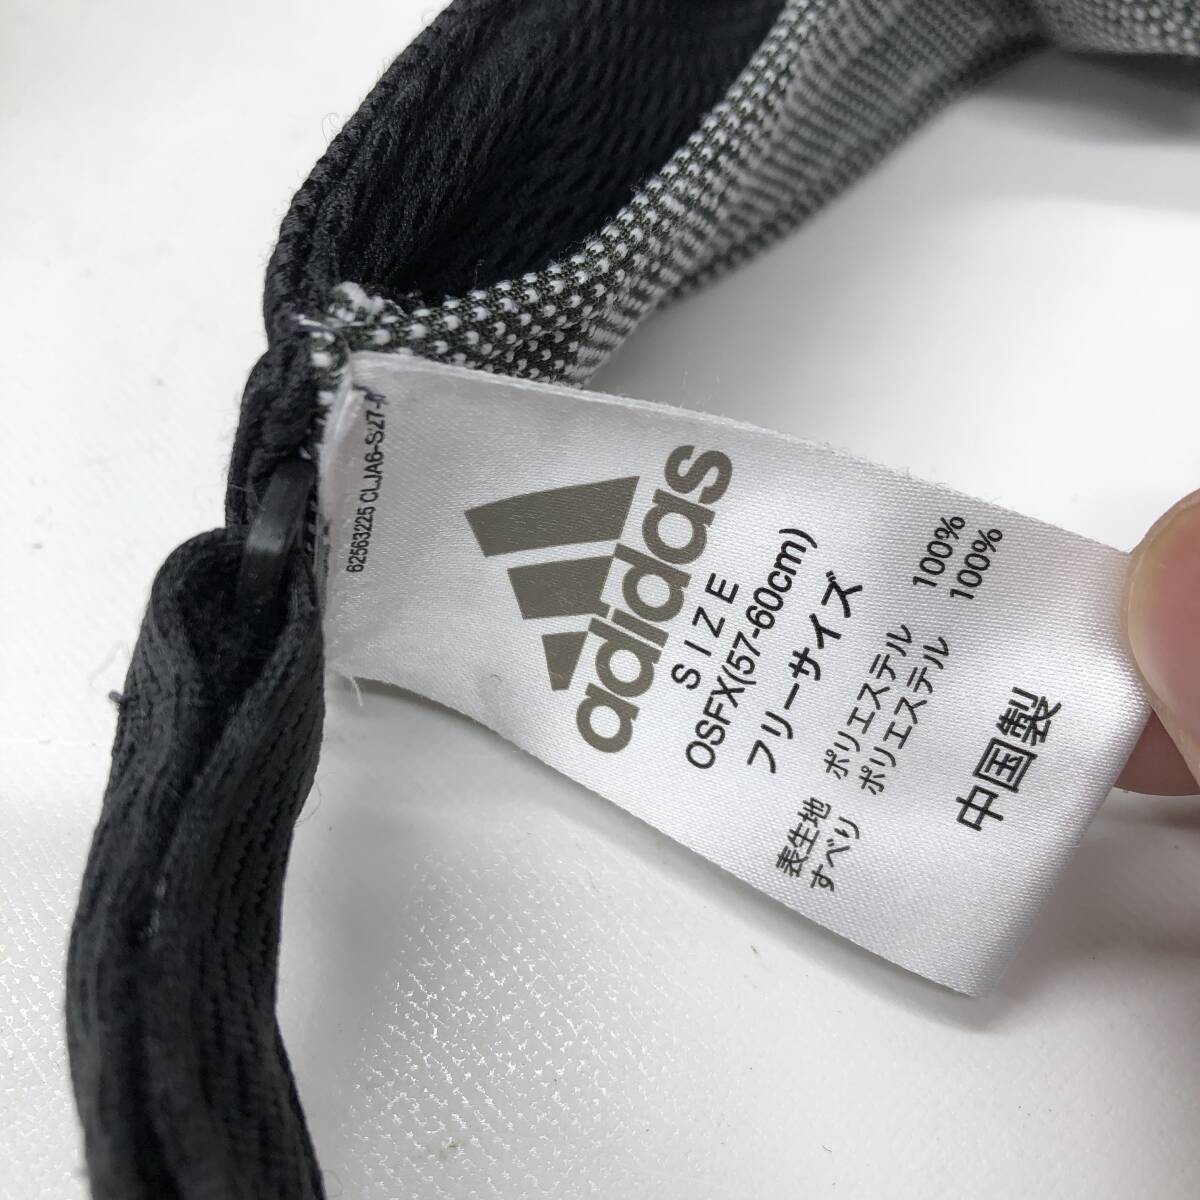 adidas
SIZE
OSFX(57-60cm)
フリーサイズ
表生地 ポリエステル 100%
すべり ポリエステル 100%
中国製
62563225 CLJA6-S27-